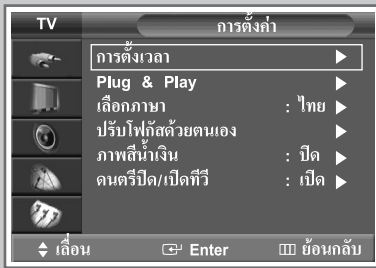 TV การตั้งค่า
การตั้งเวลา ▶
Plug & Play ▶
เลือกภาษา : ไทย ▶
ปรับโฟกัสด้วยตนเอง ▶
ภาพสีน้ำเงิน : ปิด ▶
ดนตรีปิด/เปิดทีวี : เปิด ▶
เลื่อน Enter ย้อนกลับ